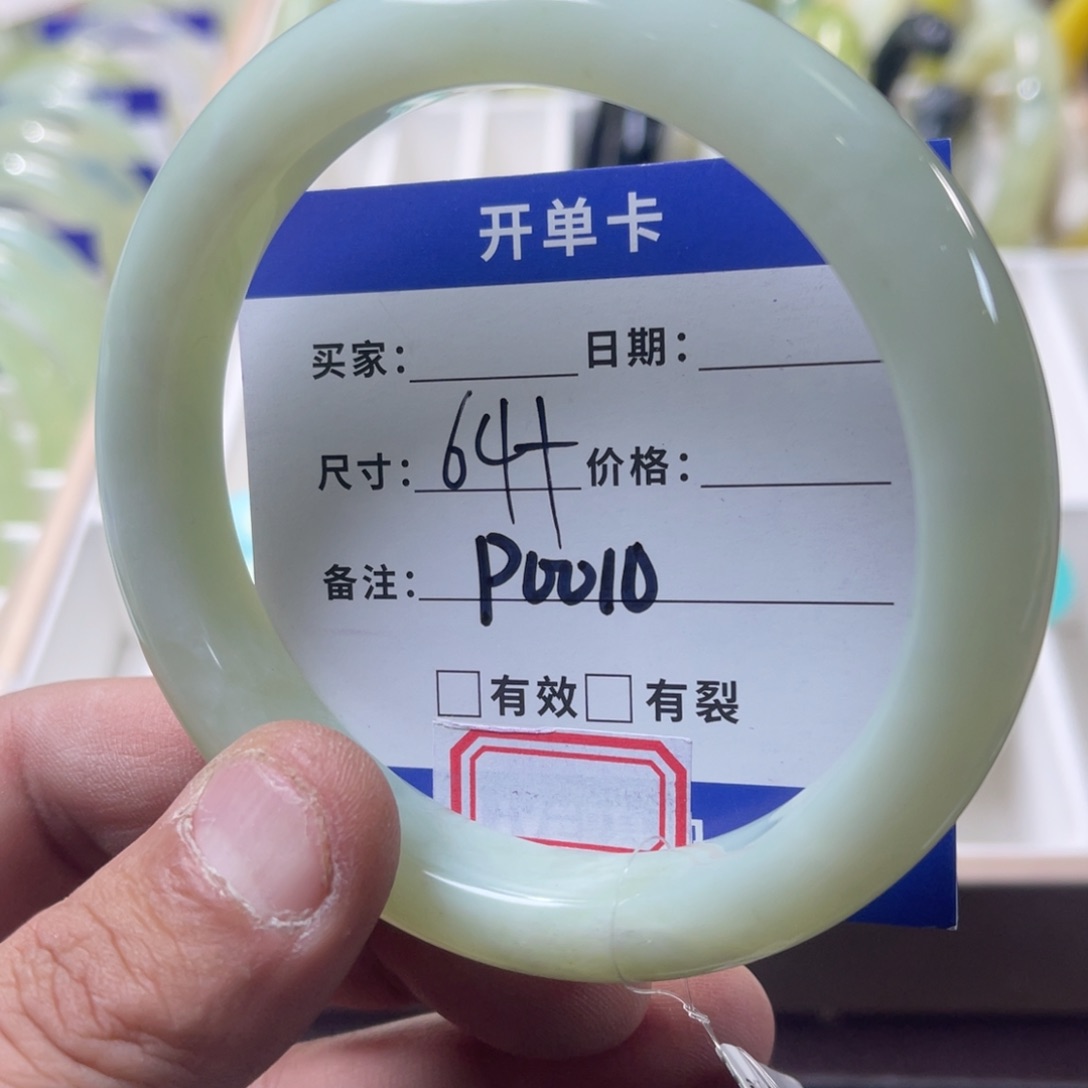 开单卡
买家: 日期:
尺寸: 64+ 价格:
备注: P0010
有效 有裂